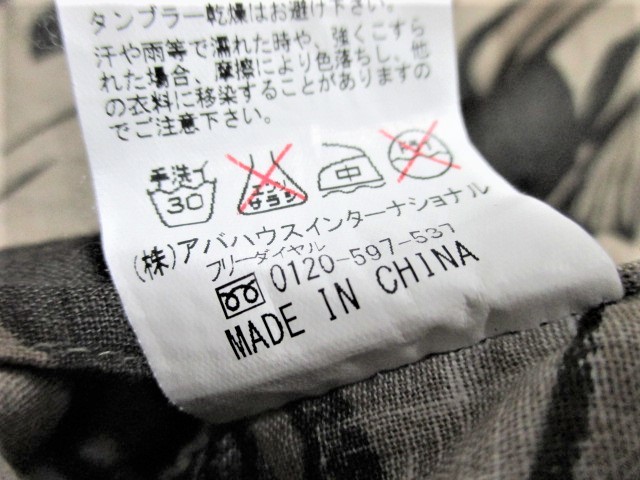 タンブラー乾燥はお避け下さい。
汗や雨等で濡れた時や、強くこすら
れた場合、摩擦により色落ちし、他
の衣料に移染することがありますの
でご注意下さい。
手洗イ
30
エンソ
サラシ
中
ドライ
(株)アバハウスインターナショナル
フリーダイヤル
0120-597-537
MADE IN CHINA